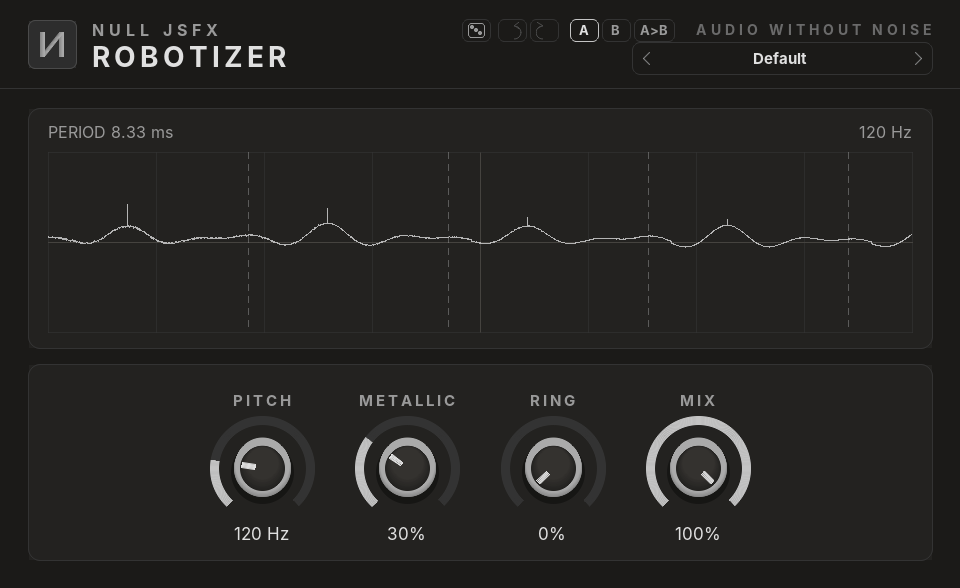 NULL JSFX
ROBOTIZER
A B A>B AUDIO WITHOUT NOISE
Default
PERIOD 8.33 ms 120 Hz
PITCH METALLIC RING MIX
120 Hz 30% 0% 100%